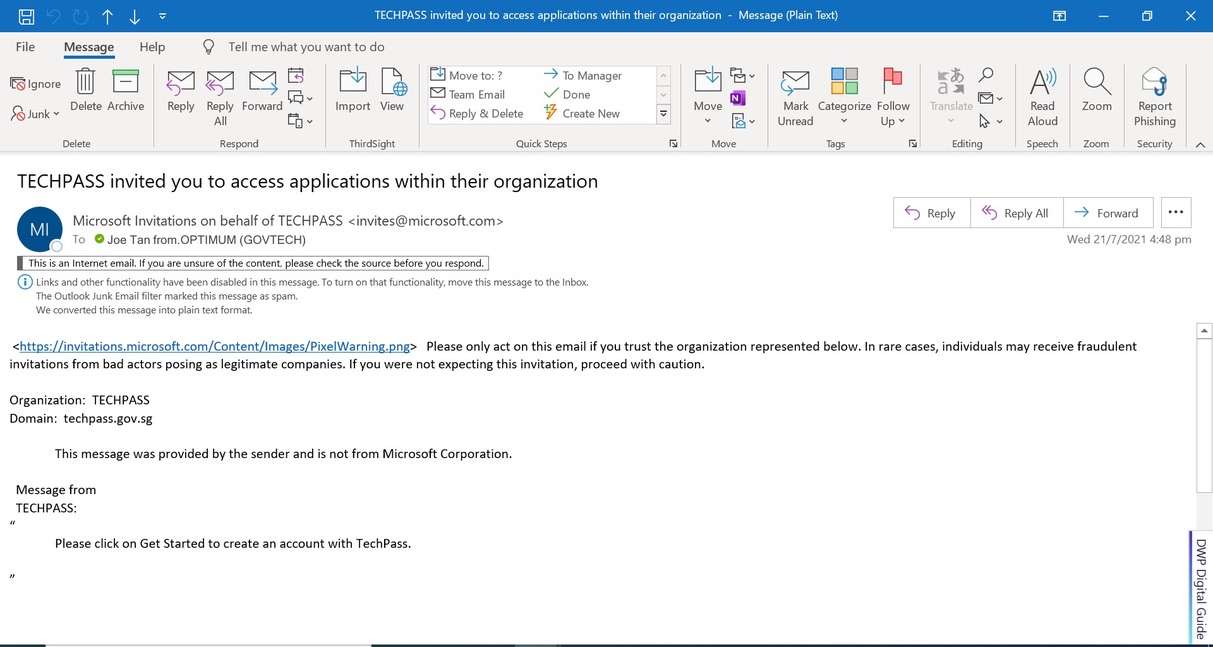 TECHPASS invited you to access applications within their organization - Message (Plain Text)
File Message Help Tell me what you want to do
Ignore
Junk
Delete
Archive
Delete
Reply
Reply All
Forward
Respond
Import
View
ThirdSight
Move to: ? To Manager
Team Email Done
Reply & Delete Create New
Quick Steps
Move
Move
Mark Unread
Categorize
Follow Up
Tags
Translate
Editing
Read Aloud
Speech
Zoom
Zoom
Report Phishing
Security
TECHPASS invited you to access applications within their organization
MI
Microsoft Invitations on behalf of TECHPASS <invites@microsoft.com>
To Joe Tan from.OPTIMUM (GOVTECH)
Reply Reply All Forward
Wed 21/7/2021 4:48 pm
This is an Internet email. If you are unsure of the content, please check the source before you respond.
Links and other functionality have been disabled in this message. To turn on that functionality, move this message to the Inbox.
The Outlook Junk Email filter marked this message as spam.
We converted this message into plain text format.
<https://invitations.microsoft.com/Content/Images/PixelWarning.png> Please only act on this email if you trust the organization represented below. In rare cases, individuals may receive fraudulent
invitations from bad actors posing as legitimate companies. If you were not expecting this invitation, proceed with caution.
Organization: TECHPASS
Domain: techpass.gov.sg
This message was provided by the sender and is not from Microsoft Corporation.
Message from
TECHPASS:
“
Please click on Get Started to create an account with TechPass.
”
DWP Digital Guide